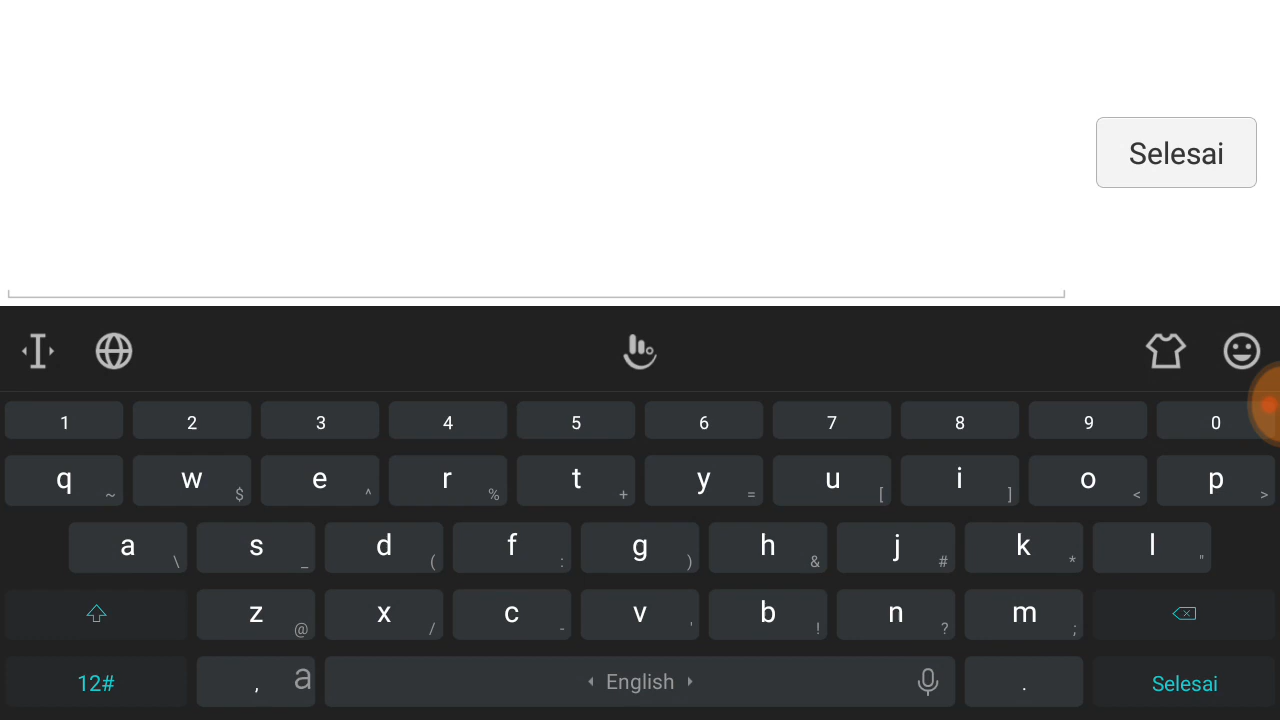 Selesai
1 2 3 4 5 6 7 8 9 0
q ~ w $ e ^ r % t + y = u [ i ] o < p >
a \ s _ d ( f : g ) h & j # k * l "
z @ x / c - v ' b ! n ? m ;
12# , a English . Selesai